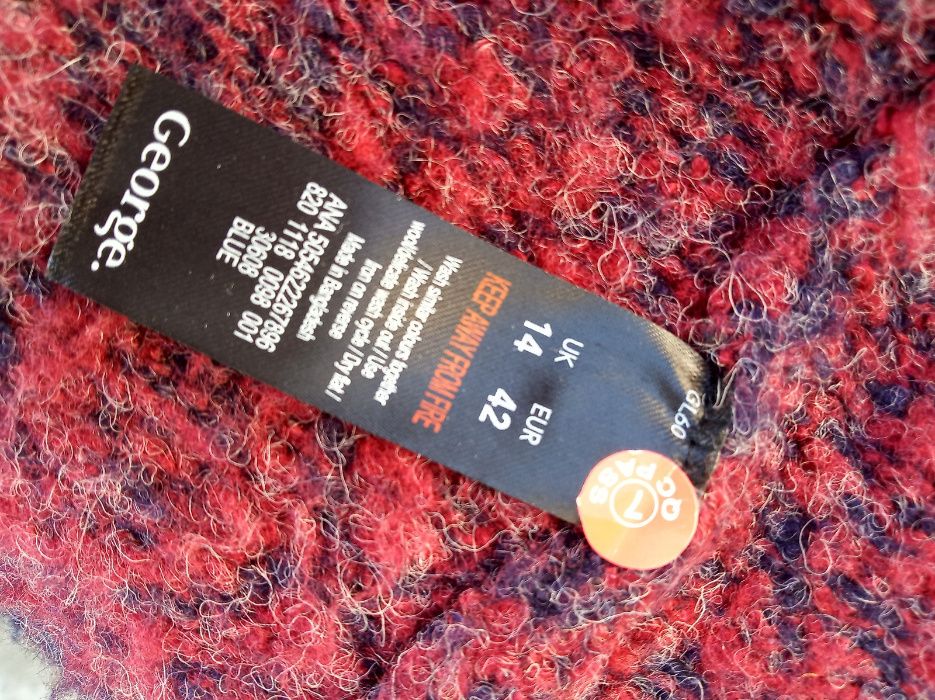 GL60
QC
PASS
7
UK EUR
14 42
KEEP AWAY FROM FIRE
Wash similar colours together
/ Wash inside out / Use
wool/delicate wash cycle / Dry flat /
Iron on reverse
Made in Bangladesh
ANA 5054622267896
820 1118 0098 001
30608
BLUE
George.